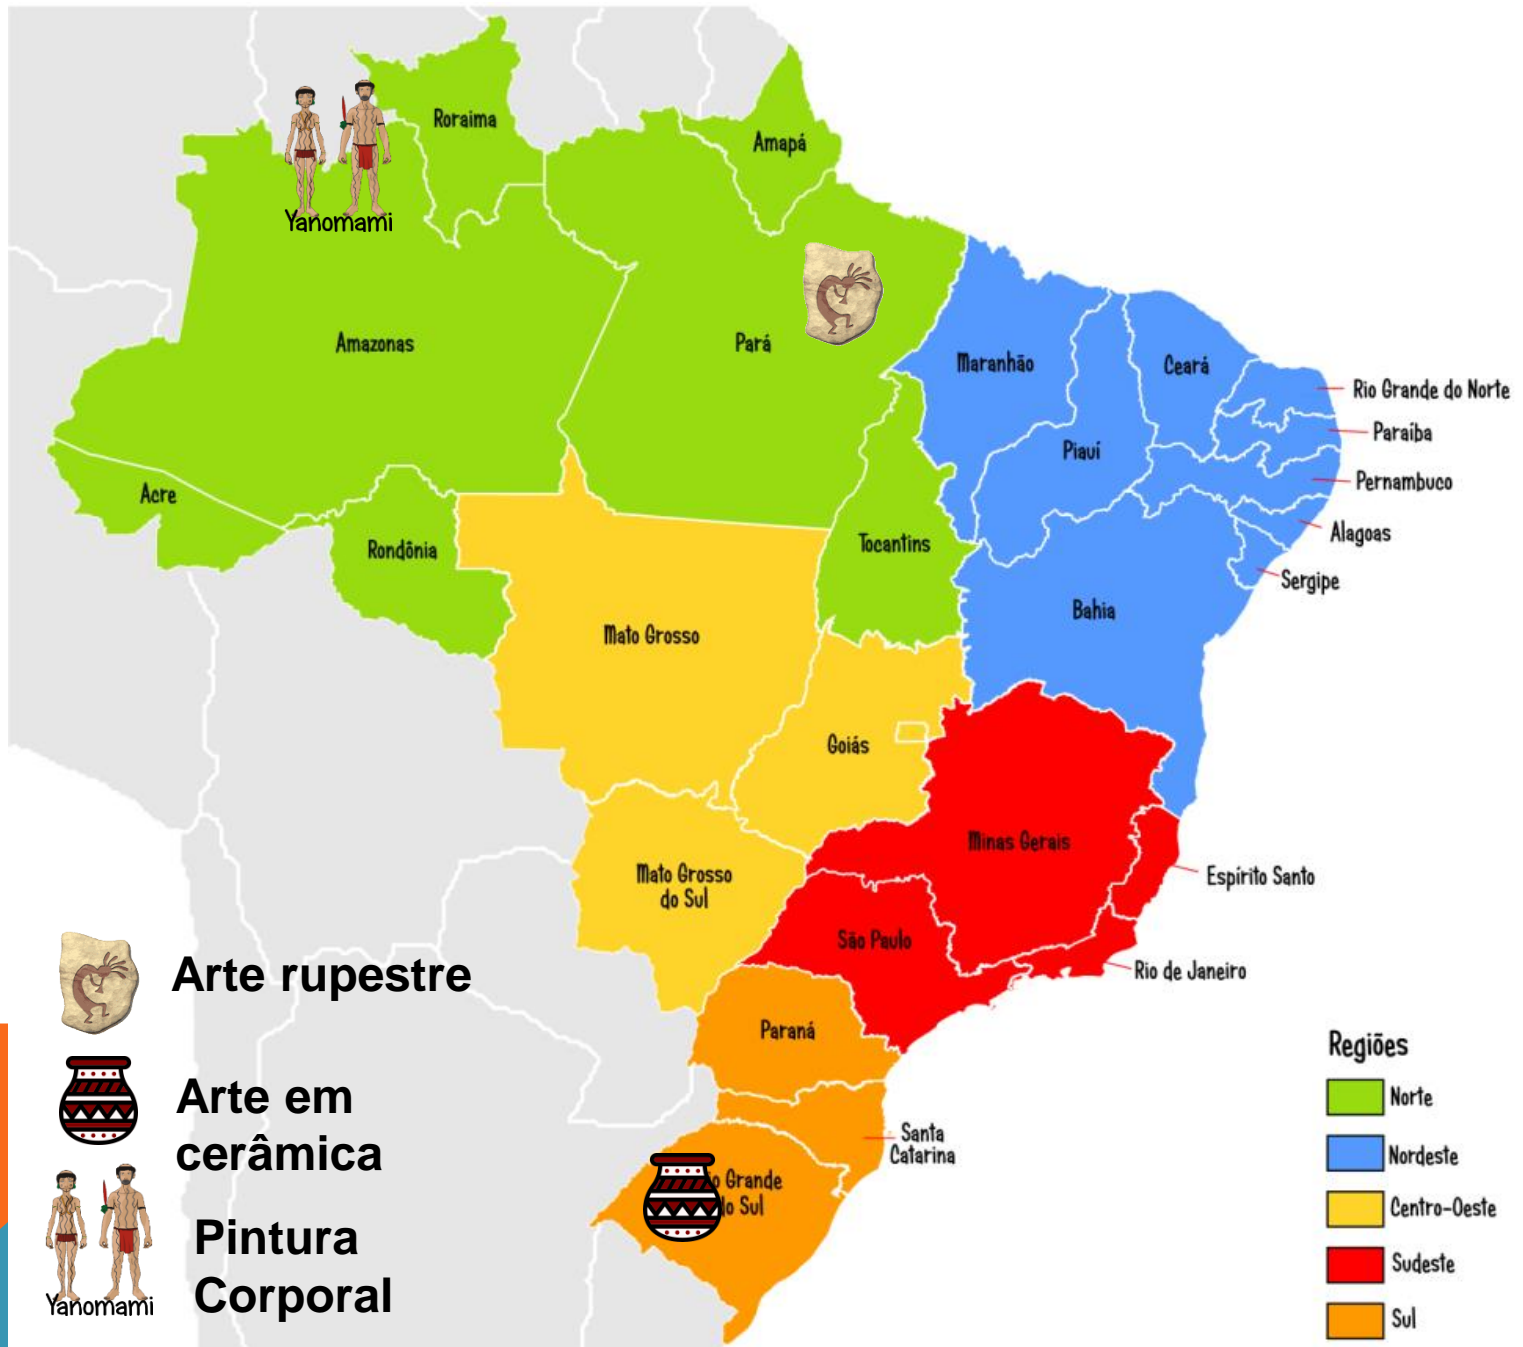 Roraima
Amapá
Yanomami
Amazonas
Pará
Maranhão
Ceará
Rio Grande do Norte
Paraíba
Piauí
Pernambuco
Acre
Alagoas
Rondônia
Tocantins
Sergipe
Bahia
Mato Grosso
Goiás
Minas Gerais
Mato Grosso
do Sul
Espírito Santo
São Paulo
Rio de Janeiro
Paraná
Santa
Catarina
o Grande
do Sul
Arte rupestre
Arte em
cerâmica
Pintura
Corporal
Yanomami
Regiões
Norte
Nordeste
Centro-Oeste
Sudeste
Sul